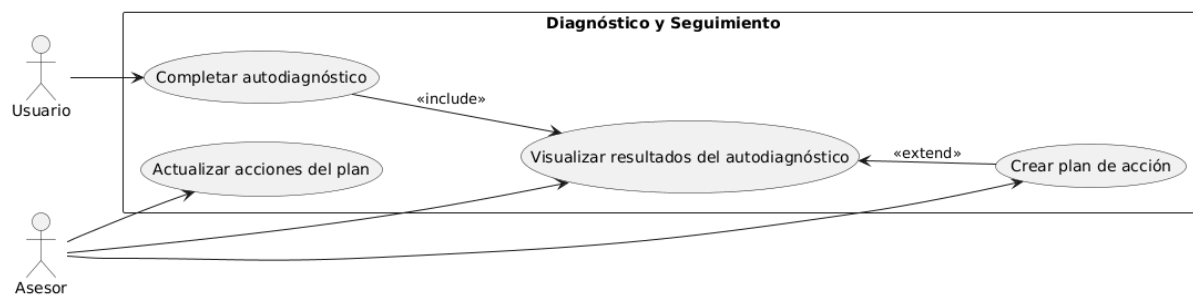 Diagnóstico y Seguimiento
Usuario
Completar autodiagnóstico
«include»
Actualizar acciones del plan
Visualizar resultados del autodiagnóstico
«extend»
Crear plan de acción
Asesor